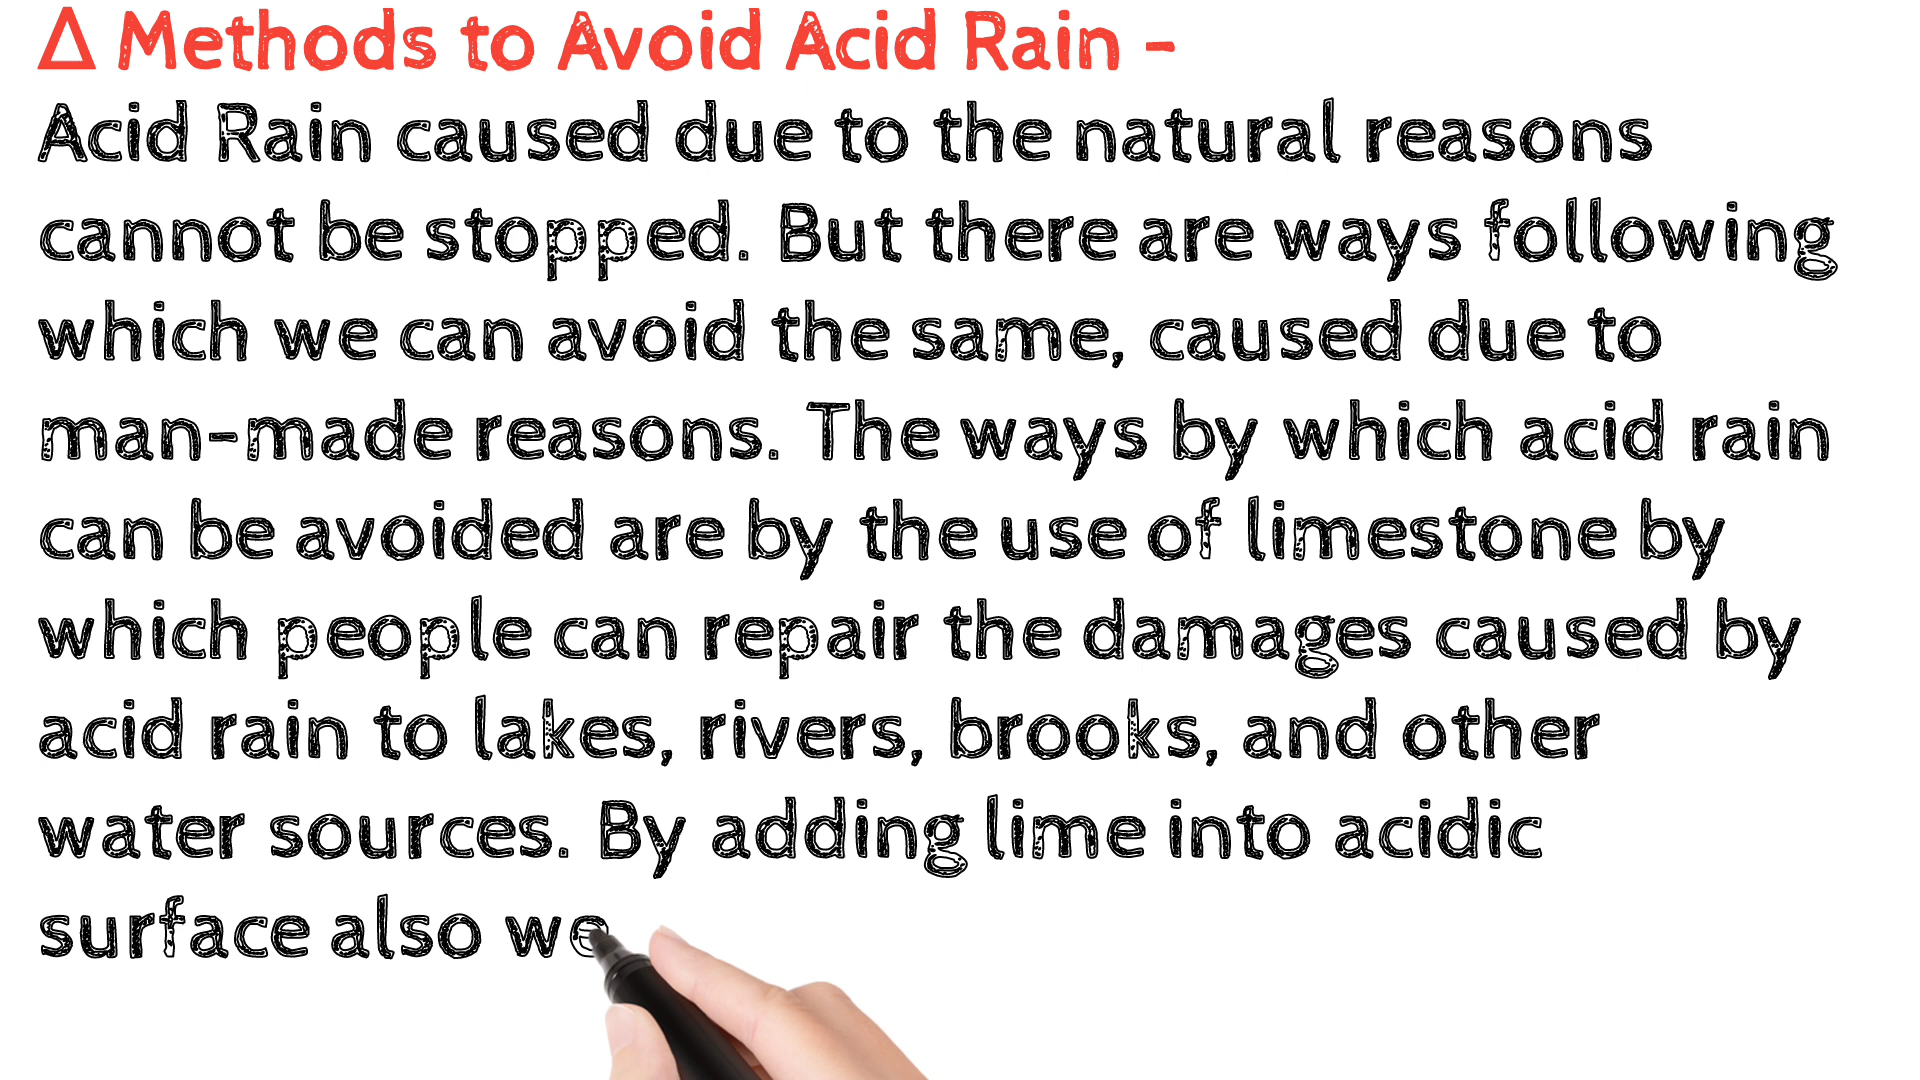 Δ Methods to Avoid Acid Rain -
Acid Rain caused due to the natural reasons
cannot be stopped. But there are ways following
which we can avoid the same, caused due to
man-made reasons. The ways by which acid rain
can be avoided are by the use of limestone by
which people can repair the damages caused by
acid rain to lakes, rivers, brooks, and other
water sources. By adding lime into acidic
surface also we